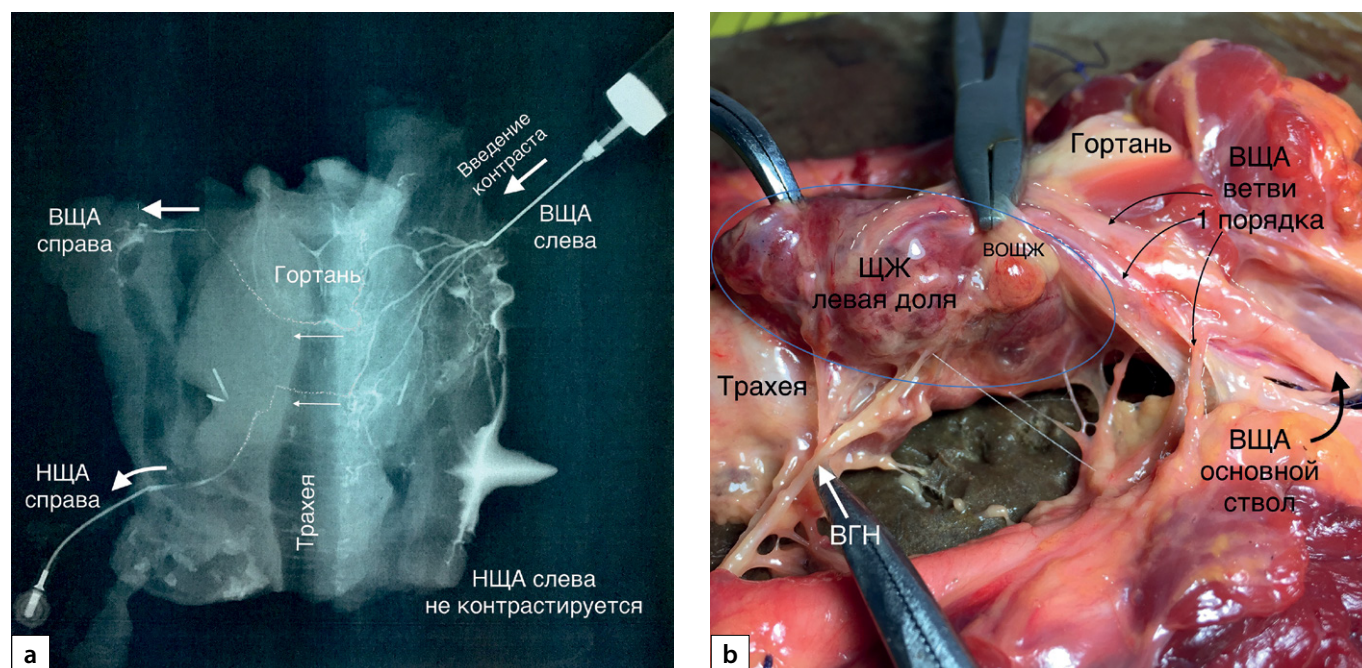 Введение
контраста
ВЩА
справа
ВЩА
слева
Гортань
НЩА
справа
Трахея
НЩА слева
не контрастируется
a
Гортань
ВЩА
ветви
1 порядка
ВОЩЖ
ЩЖ
левая доля
Трахея
ВЩА
основной
ствол
ВГН
b